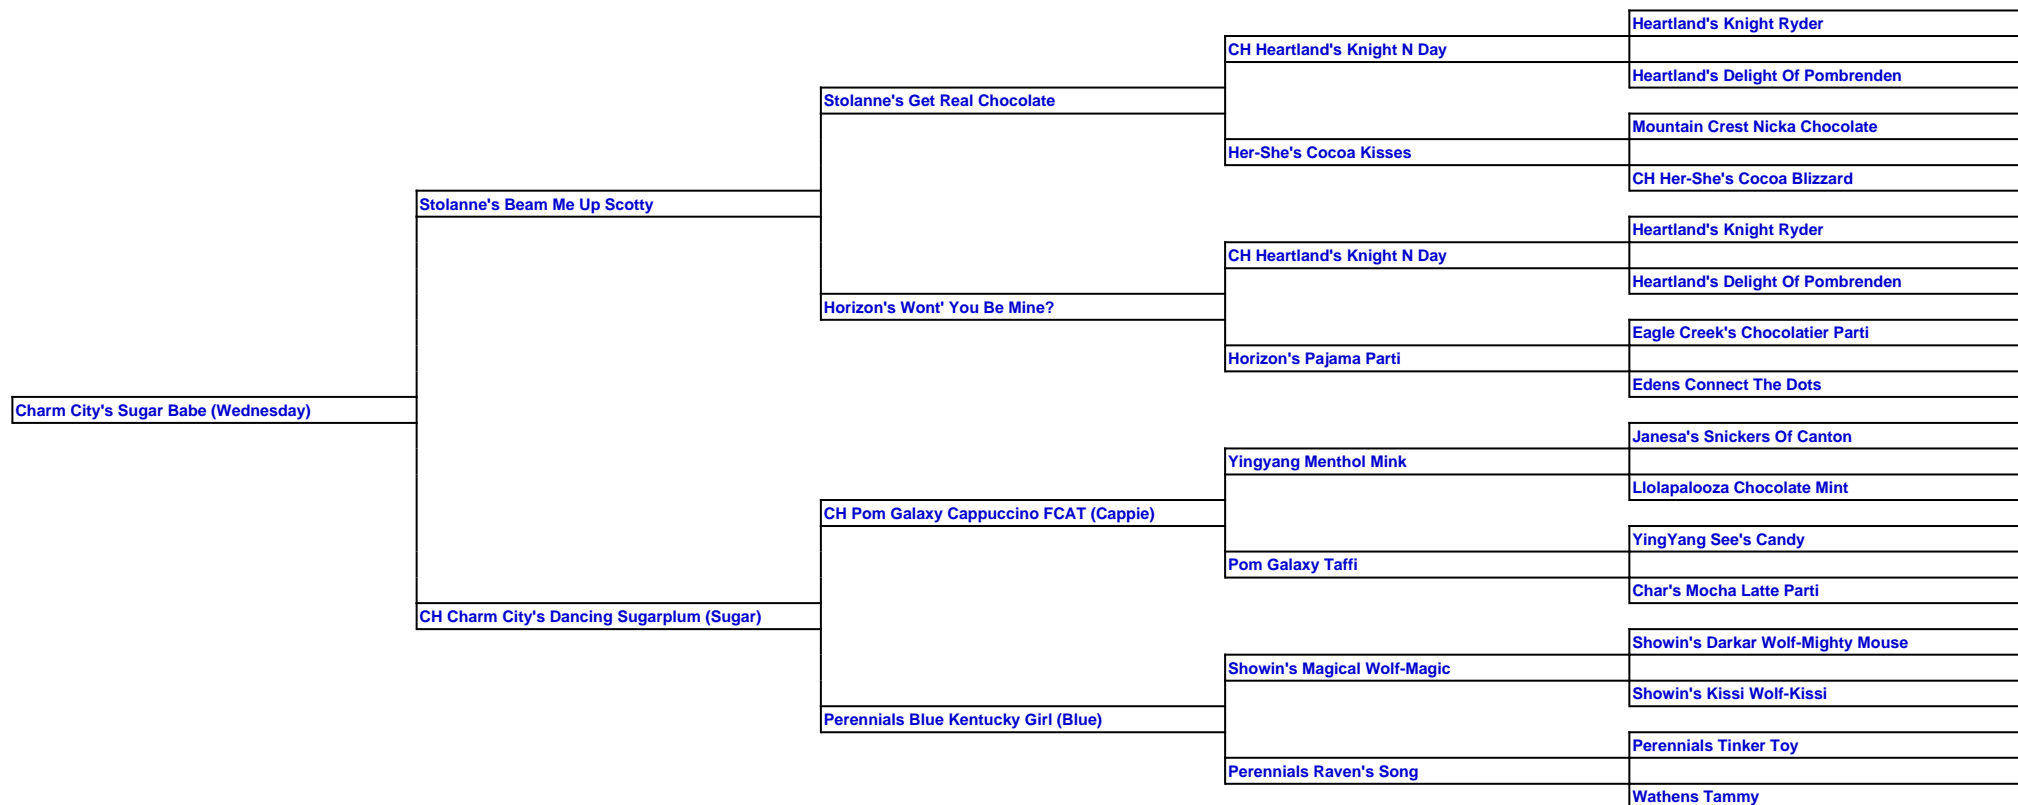 Heartland's Knight Ryder
CH Heartland's Knight N Day
Heartland's Delight Of Pombrenden
Stolanne's Get Real Chocolate
Mountain Crest Nicka Chocolate
Her-She's Cocoa Kisses
CH Her-She's Cocoa Blizzard
Stolanne's Beam Me Up Scotty
Heartland's Knight Ryder
CH Heartland's Knight N Day
Heartland's Delight Of Pombrenden
Horizon's Wont' You Be Mine?
Eagle Creek's Chocolatier Parti
Horizon's Pajama Parti
Edens Connect The Dots
Charm City's Sugar Babe (Wednesday)
Janesa's Snickers Of Canton
Yingyang Menthol Mink
Llolapalooza Chocolate Mint
CH Pom Galaxy Cappuccino FCAT (Cappie)
YingYang See's Candy
Pom Galaxy Taffi
Char's Mocha Latte Parti
CH Charm City's Dancing Sugarplum (Sugar)
Showin's Darkar Wolf-Mighty Mouse
Showin's Magical Wolf-Magic
Showin's Kissi Wolf-Kissi
Perennials Blue Kentucky Girl (Blue)
Perennials Tinker Toy
Perennials Raven's Song
Wathens Tammy